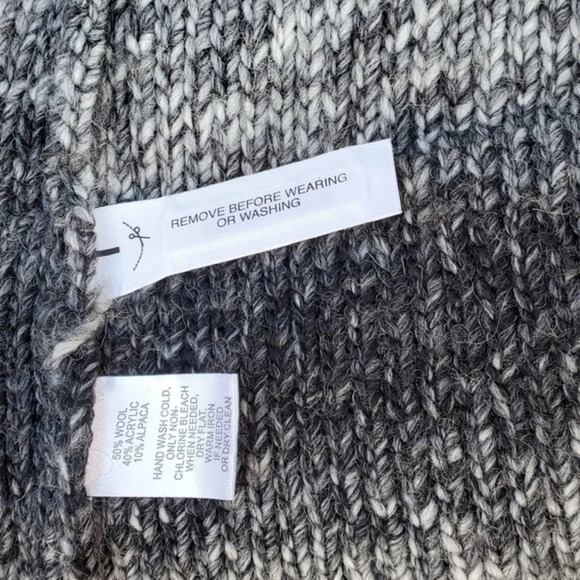 REMOVE BEFORE WEARING
OR WASHING
50% WOOL
40% ACRYLIC
10% ALPACA
HAND WASH COLD,
ONLY NON-
CHLORINE BLEACH
WHEN NEEDED,
DRY FLAT,
WARM IRON
IF NEEDED
OR DRY CLEAN